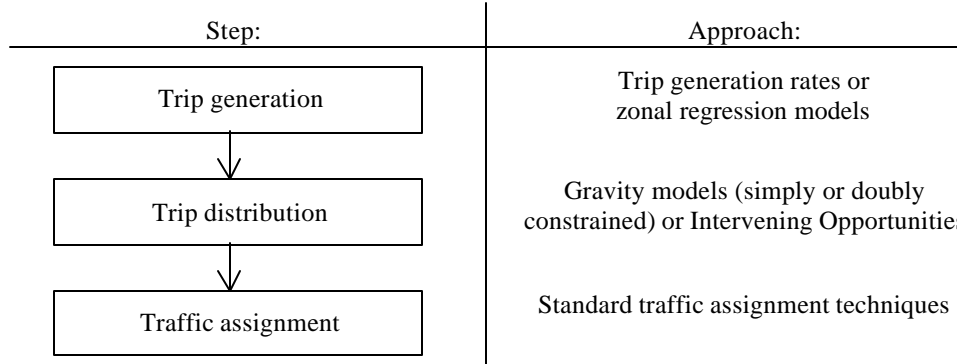 Step:
Approach:
Trip generation
Trip generation rates or
zonal regression models
Trip distribution
Gravity models (simply or doubly
constrained) or Intervening Opportunitie
Traffic assignment
Standard traffic assignment techniques